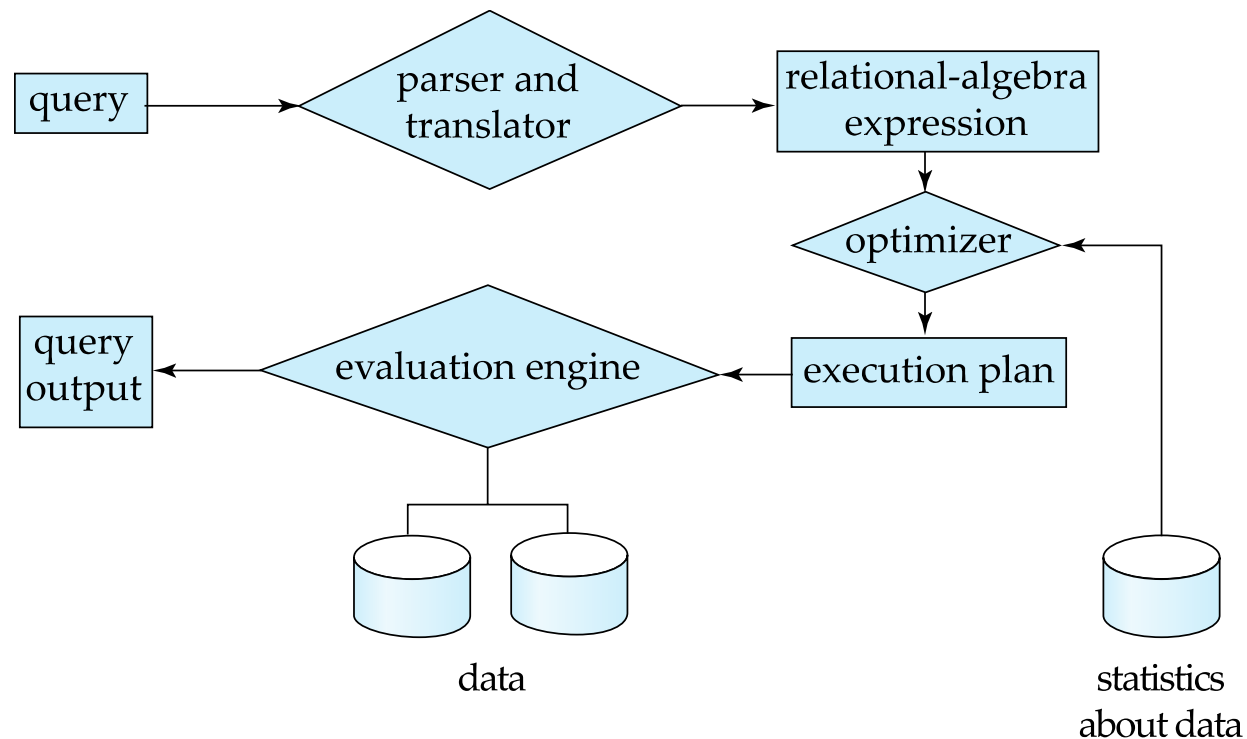 query
parser and
translator
relational-algebra
expression
optimizer
query
output
evaluation engine
execution plan
data
statistics
about data